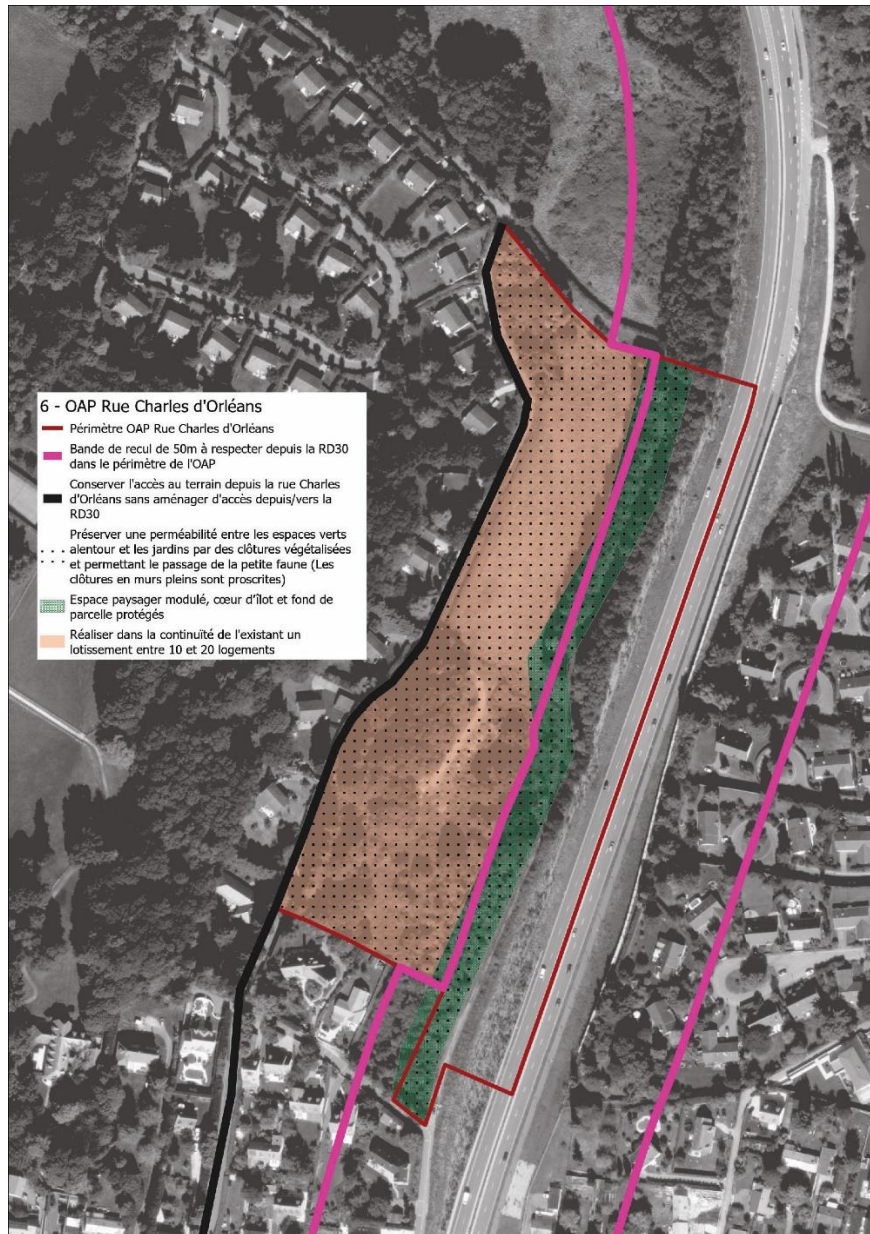 6 - OAP Rue Charles d'Orléans
Périmètre OAP Rue Charles d'Orléans
Bande de recul de 50m à respecter depuis la RD30
dans le périmètre de l'OAP
Conserver l'accès au terrain depuis la rue Charles
d'Orléans sans aménager d'accès depuis/vers la
RD30
Préserver une perméabilité entre les espaces verts
alentour et les jardins par des clôtures végétalisées
et permettant le passage de la petite faune (Les
clôtures en murs pleins sont proscrites)
Espace paysager modulé, cœur d'îlot et fond de
parcelle protégés
Réaliser dans la continuité de l'existant un
lotissement entre 10 et 20 logements